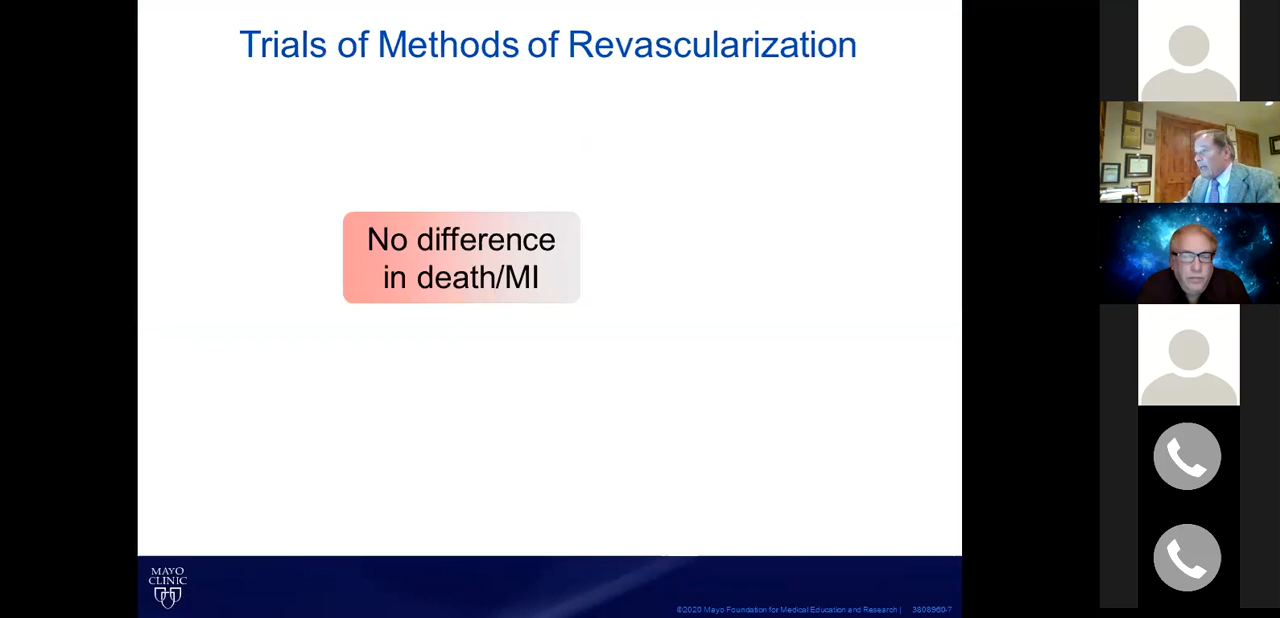 Trials of Methods of Revascularization
No difference
in death/MI
MAYO
CLINIC
©2020 Mayo Foundation for Medical Education and Research | 3808960-7